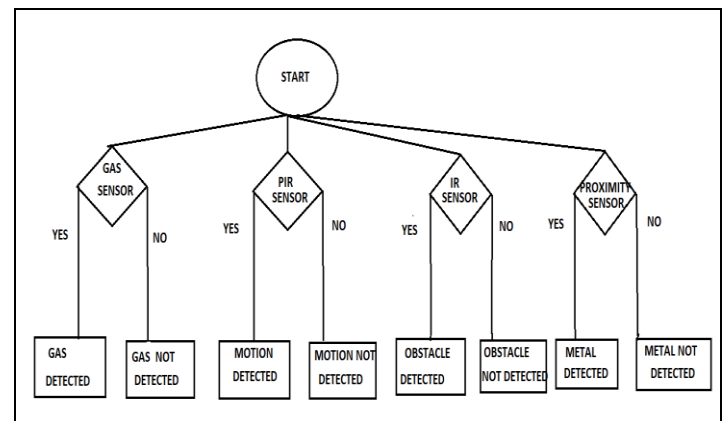 START
GAS
SENSOR
PIR
SENSOR
IR
SENSOR
PROXIMITY
SENSOR
YES
NO
YES
NO
YES
NO
YES
NO
GAS
DETECTED
GAS NOT
DETECTED
MOTION
DETECTED
MOTION NOT
DETECTED
OBSTACLE
DETECTED
OBSTACLE
NOT DETECTED
METAL
DETECTED
METAL NOT
DETECTED